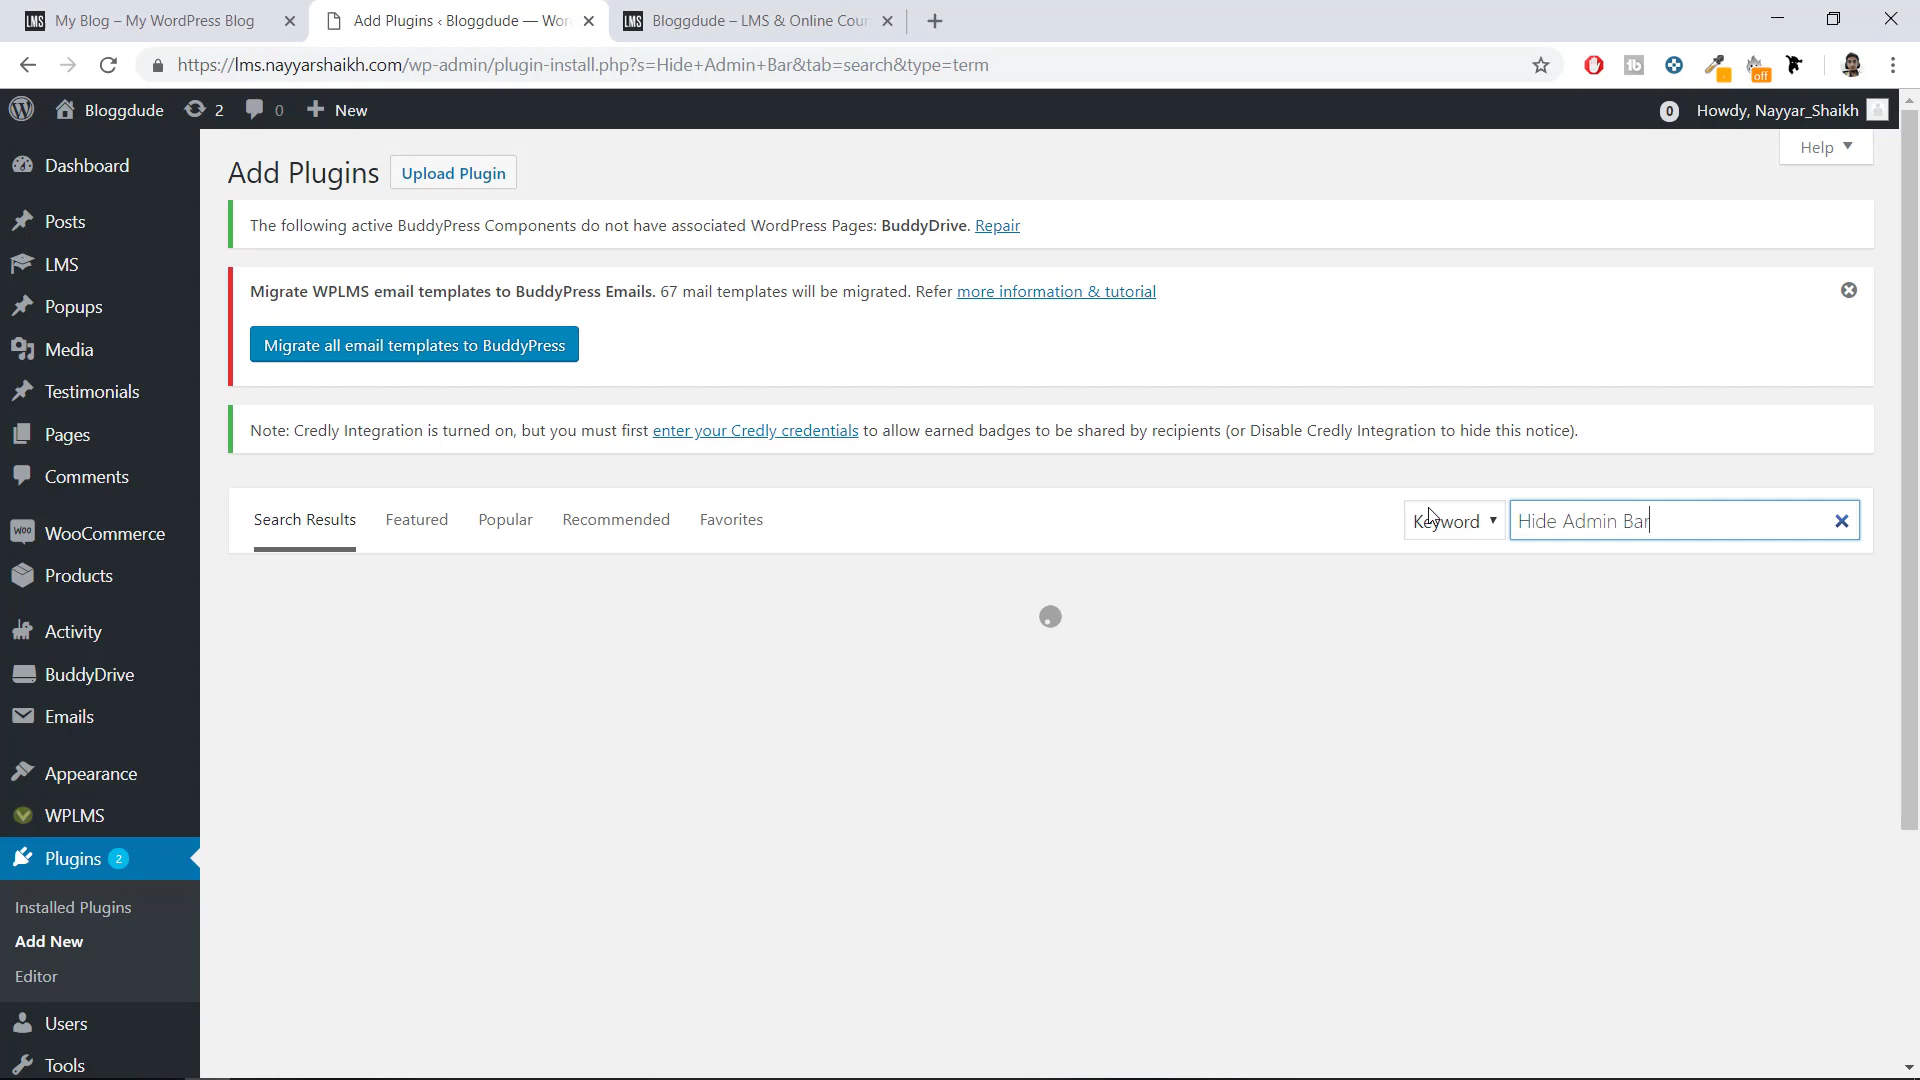 LMS My Blog – My WordPress Blog
Add Plugins ‹ Bloggdude — Wor
LMS Bloggdude – LMS & Online Cour
https://lms.nayyarshaikh.com/wp-admin/plugin-install.php?s=Hide+Admin+Bar&tab=search&type=term
tb
off
Bloggdude
2
0
New
0
Howdy, Nayyar_Shaikh
Help
Dashboard
Posts
LMS
Popups
Media
Testimonials
Pages
Comments
Woo WooCommerce
Products
Activity
BuddyDrive
Emails
Appearance
WPLMS
Plugins 2
Installed Plugins
Add New
Editor
Users
Tools
Add Plugins
Upload Plugin
The following active BuddyPress Components do not have associated WordPress Pages: BuddyDrive. Repair
Migrate WPLMS email templates to BuddyPress Emails. 67 mail templates will be migrated. Refer more information & tutorial
Migrate all email templates to BuddyPress
Note: Credly Integration is turned on, but you must first enter your Credly credentials to allow earned badges to be shared by recipients (or Disable Credly Integration to hide this notice).
Search Results
Featured
Popular
Recommended
Favorites
Keyword
Hide Admin Bar